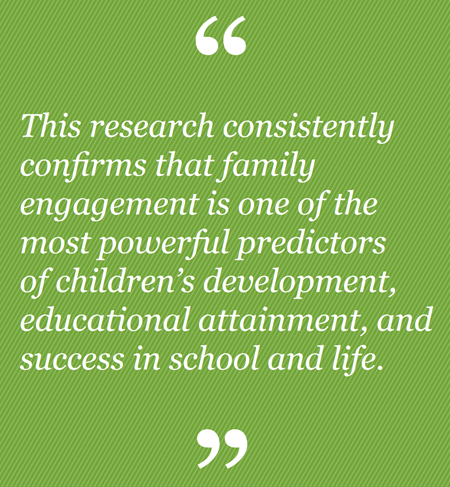 “
This research consistently
confirms that family
engagement is one of the
most powerful predictors
of children’s development,
educational attainment, and
success in school and life.
”